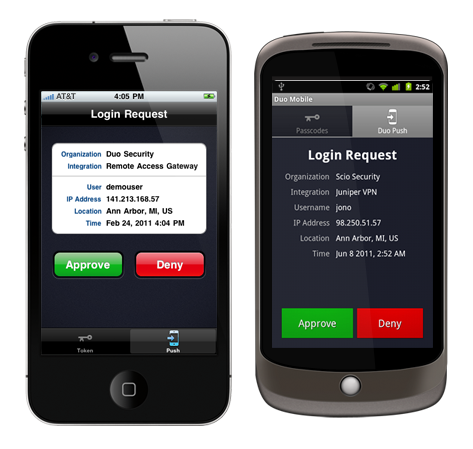 AT&T 4:05 PM
Login Request
Organization Duo Security
Integration Remote Access Gateway
User demouser
IP Address 141.213.168.57
Location Ann Arbor, MI, US
Time Feb 24, 2011 4:04 PM
Approve Deny
Token Push
2:52
Duo Mobile
Passcodes Duo Push
Login Request
Organization Scio Security
Integration Juniper VPN
Username jono
IP Address 98.250.51.57
Location Ann Arbor, MI, US
Time Jun 8 2011, 2:52 AM
Approve Deny